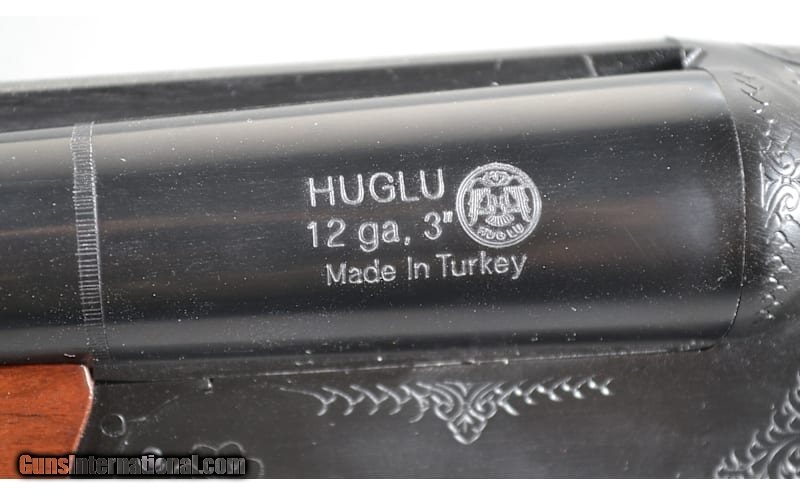 HUGLU
12 ga, 3"
HUGLU
Made In Turkey
GunsInternational.com